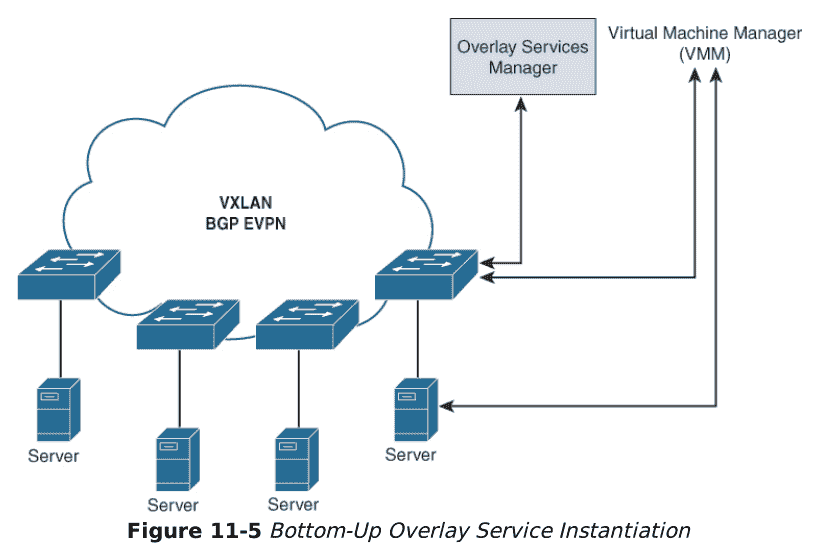 Overlay Services
Manager
Virtual Machine Manager
(VMM)
VXLAN
BGP EVPN
Server
Server
Server
Server
Figure 11-5 Bottom-Up Overlay Service Instantiation